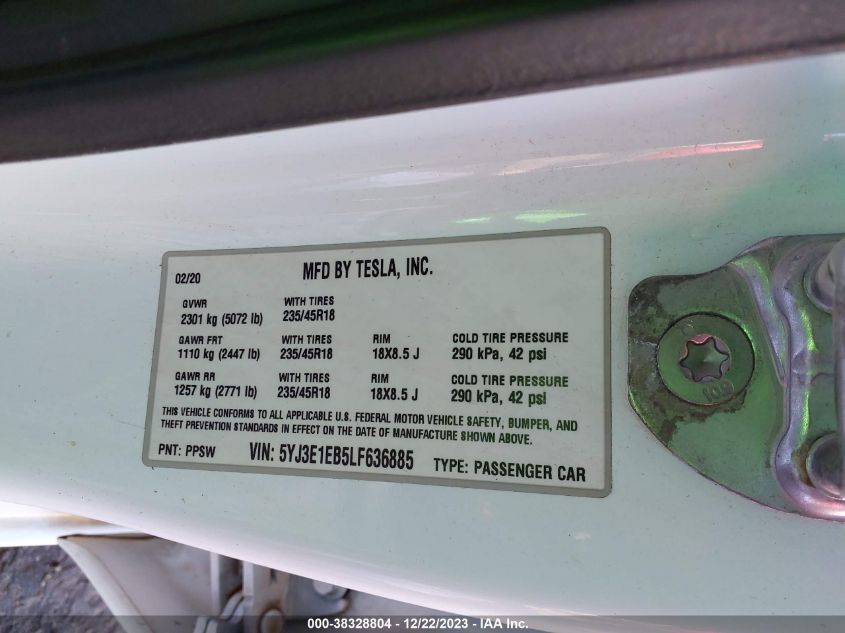 02/20
MFD BY TESLA, INC.
GVWR WITH TIRES
2301 kg (5072 lb) 235/45R18
GAWR FRT WITH TIRES RIM COLD TIRE PRESSURE
1110 kg (2447 lb) 235/45R18 18X8.5 J 290 kPa, 42 psi
GAWR RR WITH TIRES RIM COLD TIRE PRESSURE
1257 kg (2771 lb) 235/45R18 18X8.5 J 290 kPa, 42 psi
THIS VEHICLE CONFORMS TO ALL APPLICABLE U.S. FEDERAL MOTOR VEHICLE SAFETY, BUMPER, AND
THEFT PREVENTION STANDARDS IN EFFECT ON THE DATE OF MANUFACTURE SHOWN ABOVE.
PNT: PPSW VIN: 5YJ3E1EB5LF636885 TYPE: PASSENGER CAR
000-38328804 - 12/22/2023 - IAA Inc.